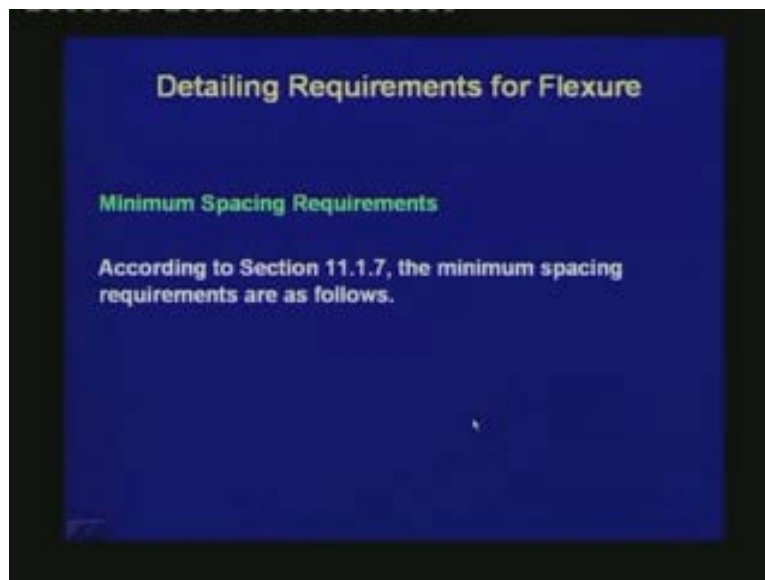 Detailing Requirements for Flexure
Minimum Spacing Requirements
According to Section 11.1.7, the minimum spacing
requirements are as follows.